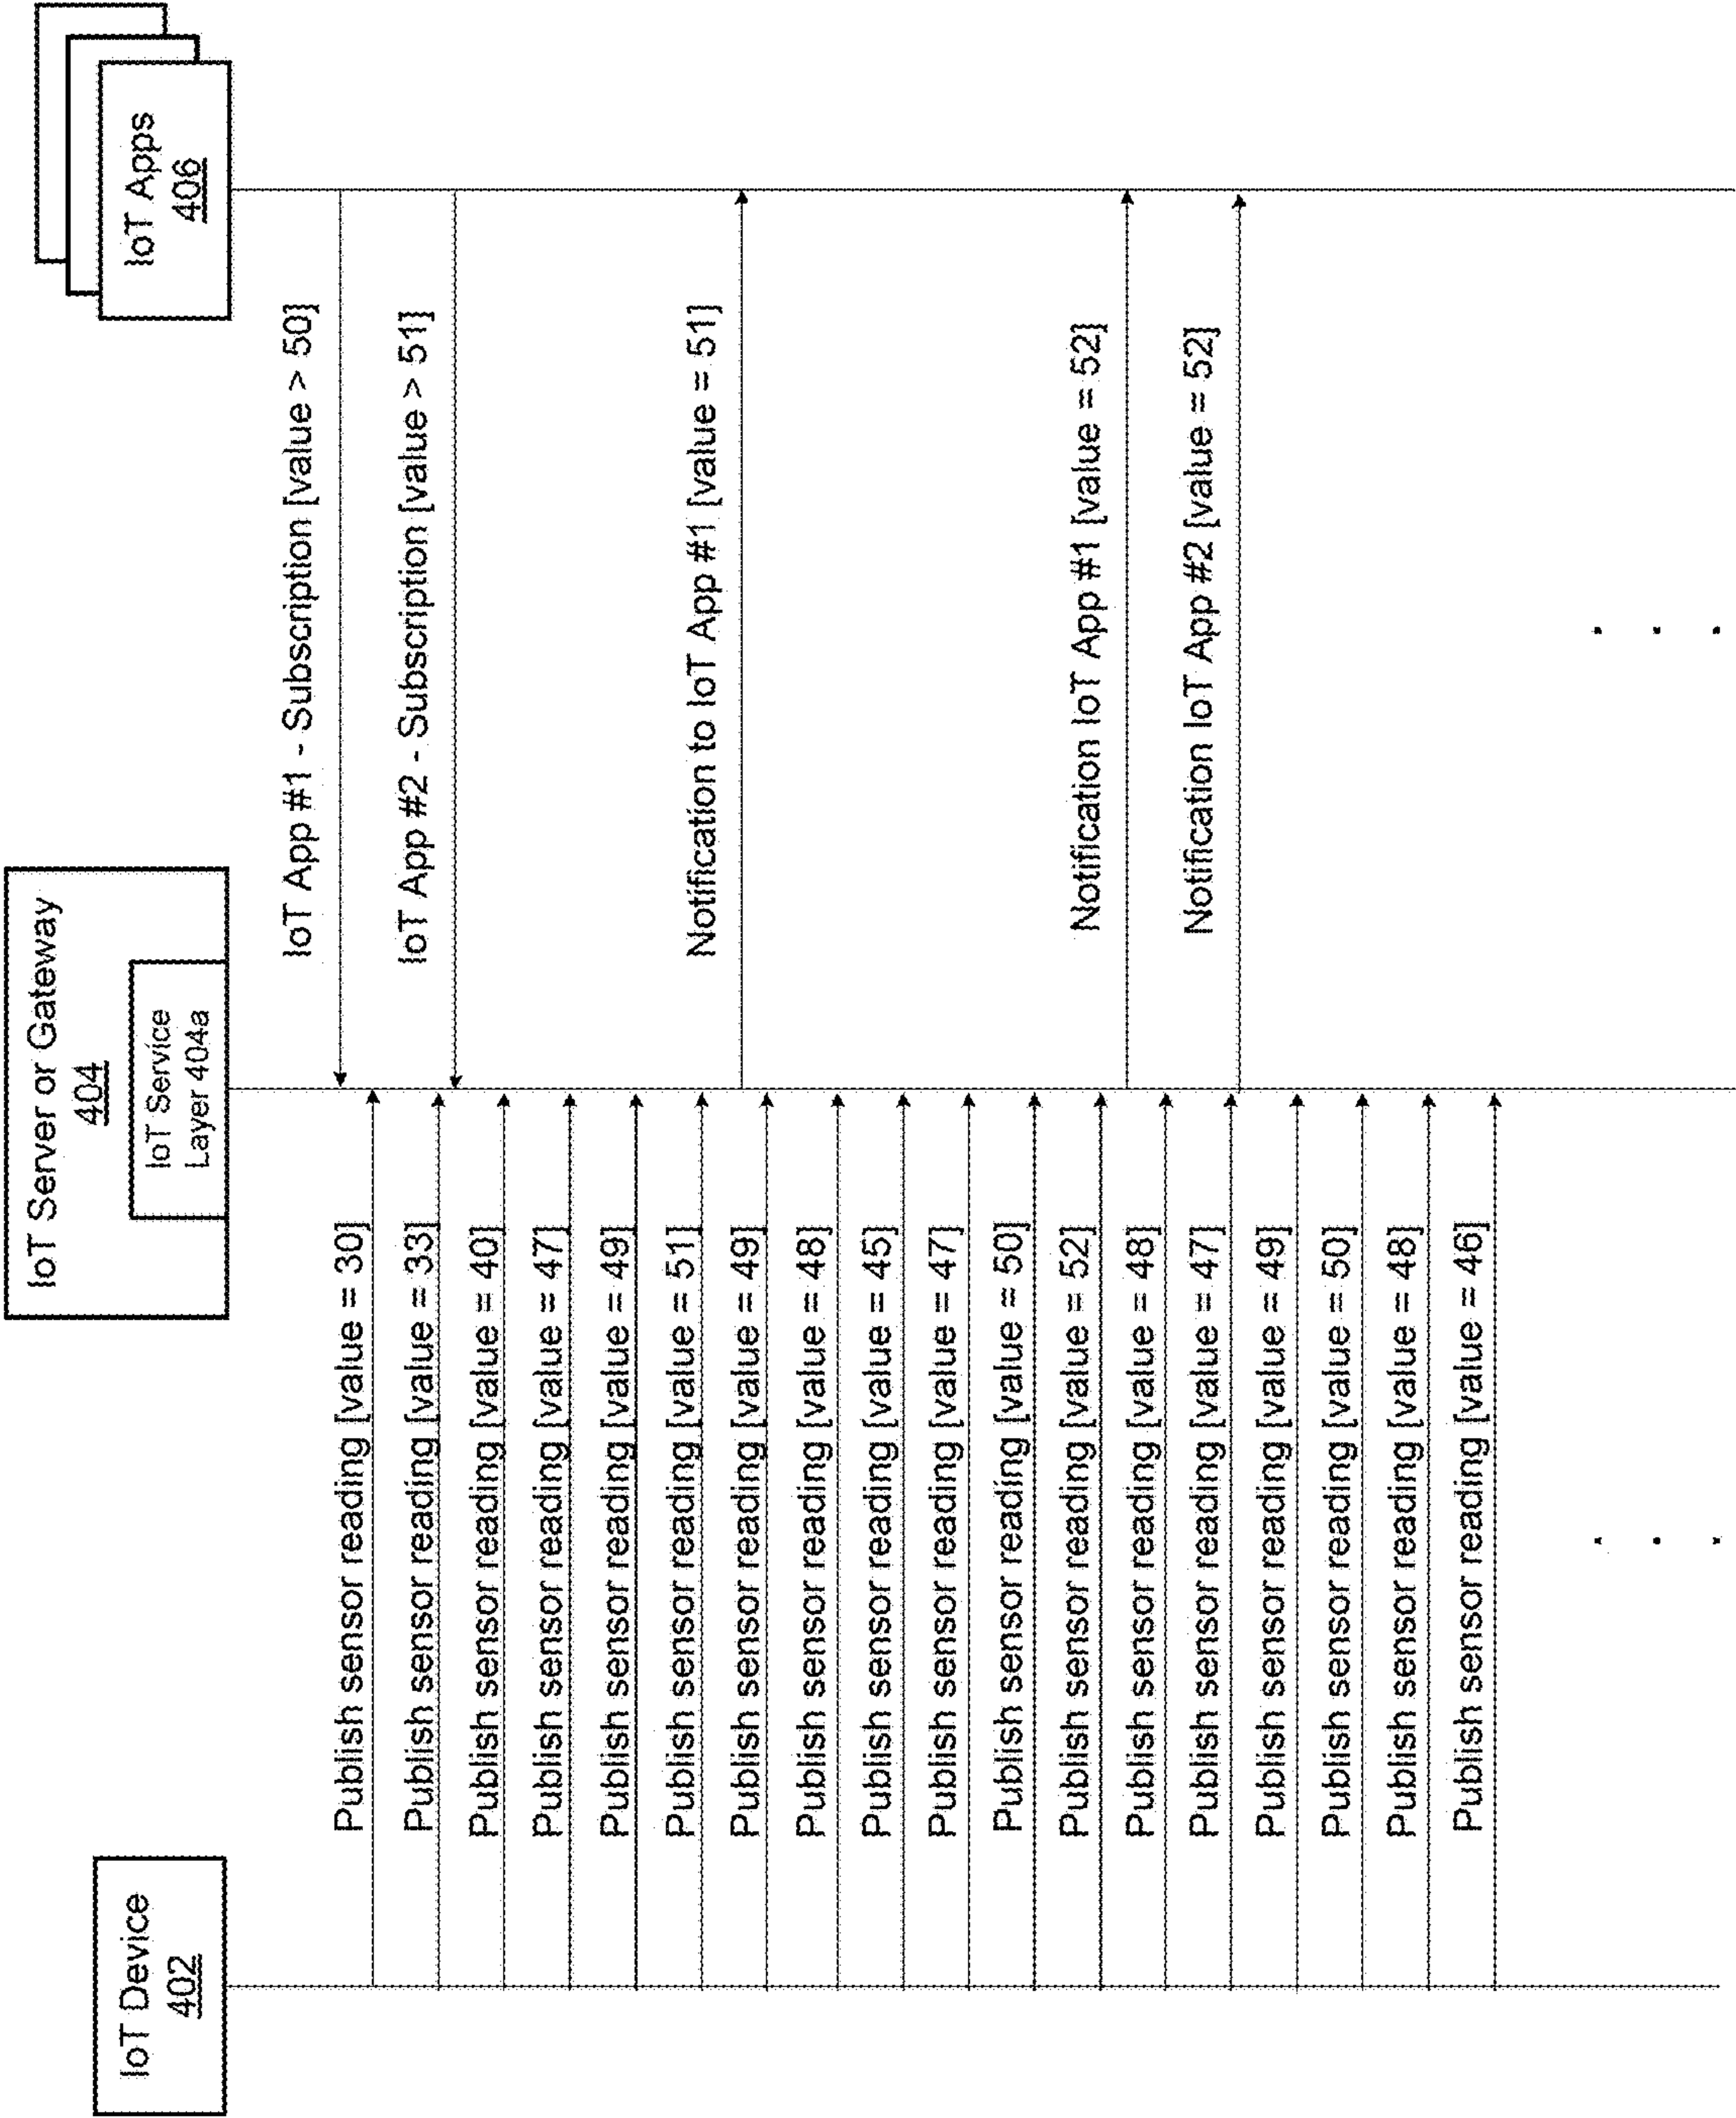 IoT Device
402
IoT Server or Gateway
404
IoT Service
Layer 404a
IoT Apps
406
IoT App #1 - Subscription [value > 50]
Publish sensor reading [value = 30]
IoT App #2 - Subscription [value > 51]
Publish sensor reading [value = 33]
Publish sensor reading [value = 40]
Publish sensor reading [value = 47]
Publish sensor reading [value = 49]
Publish sensor reading [value = 51]
Notification to IoT App #1 [value = 51]
Publish sensor reading [value = 49]
Publish sensor reading [value = 48]
Publish sensor reading [value = 45]
Publish sensor reading [value = 47]
Publish sensor reading [value = 50]
Publish sensor reading [value = 52]
Notification IoT App #1 [value = 52]
Publish sensor reading [value = 48]
Publish sensor reading [value = 47]
Notification IoT App #2 [value = 52]
Publish sensor reading [value = 49]
Publish sensor reading [value = 50]
Publish sensor reading [value = 48]
Publish sensor reading [value = 46]